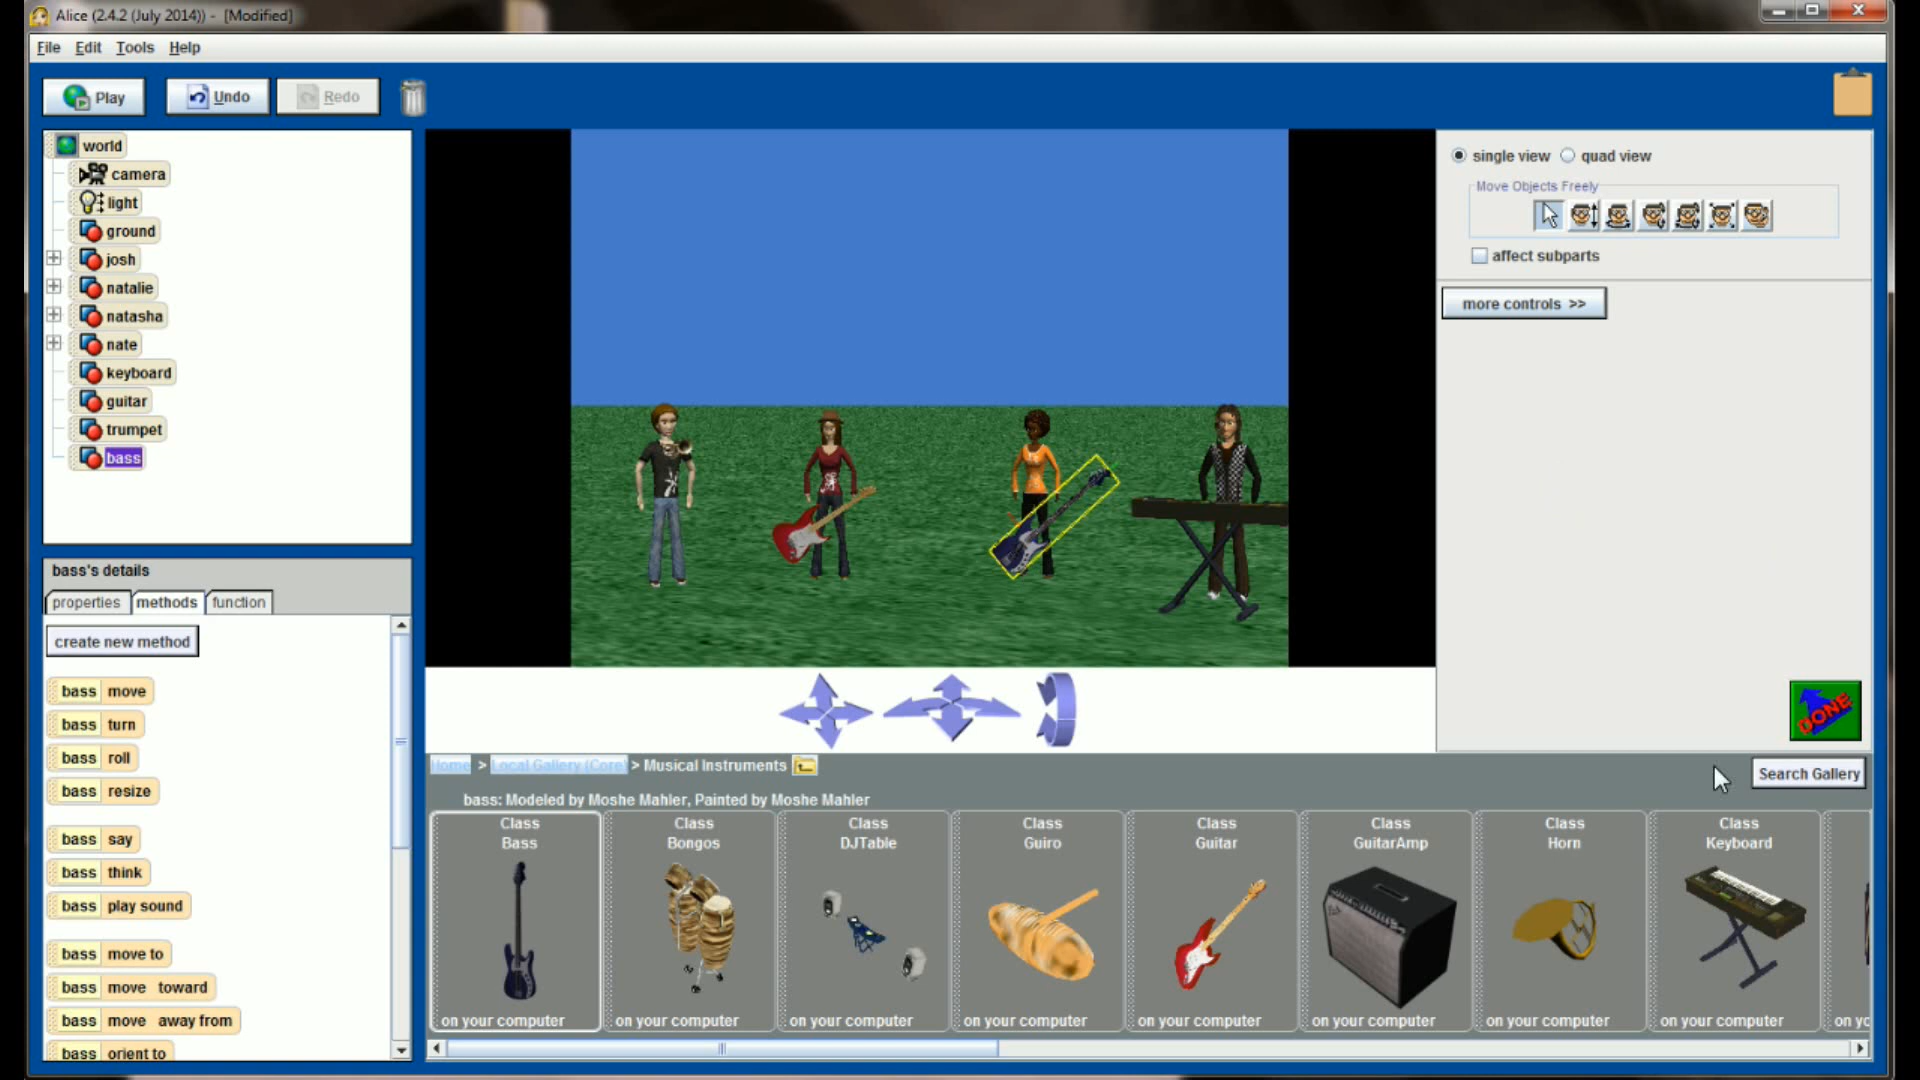 Alice (2.4.2 (July 2014)) - [Modified]
File Edit Tools Help
Play Undo Redo
world
camera
light
ground
josh
natalie
natasha
nate
keyboard
guitar
trumpet
bass
single view quad view
Move Objects Freely
affect subparts
more controls >>
DONE
bass's details
properties methods function
create new method
bass move
bass turn
bass roll
bass resize
bass say
bass think
bass play sound
bass move to
bass move toward
bass move away from
bass orient to
Home > Local Gallery (Core) > Musical Instruments
Search Gallery
bass: Modeled by Moshe Mahler, Painted by Moshe Mahler
Class Bass
on your computer
Class Bongos
on your computer
Class DJTable
on your computer
Class Guiro
on your computer
Class Guitar
on your computer
Class GuitarAmp
on your computer
Class Horn
on your computer
Class Keyboard
on your computer